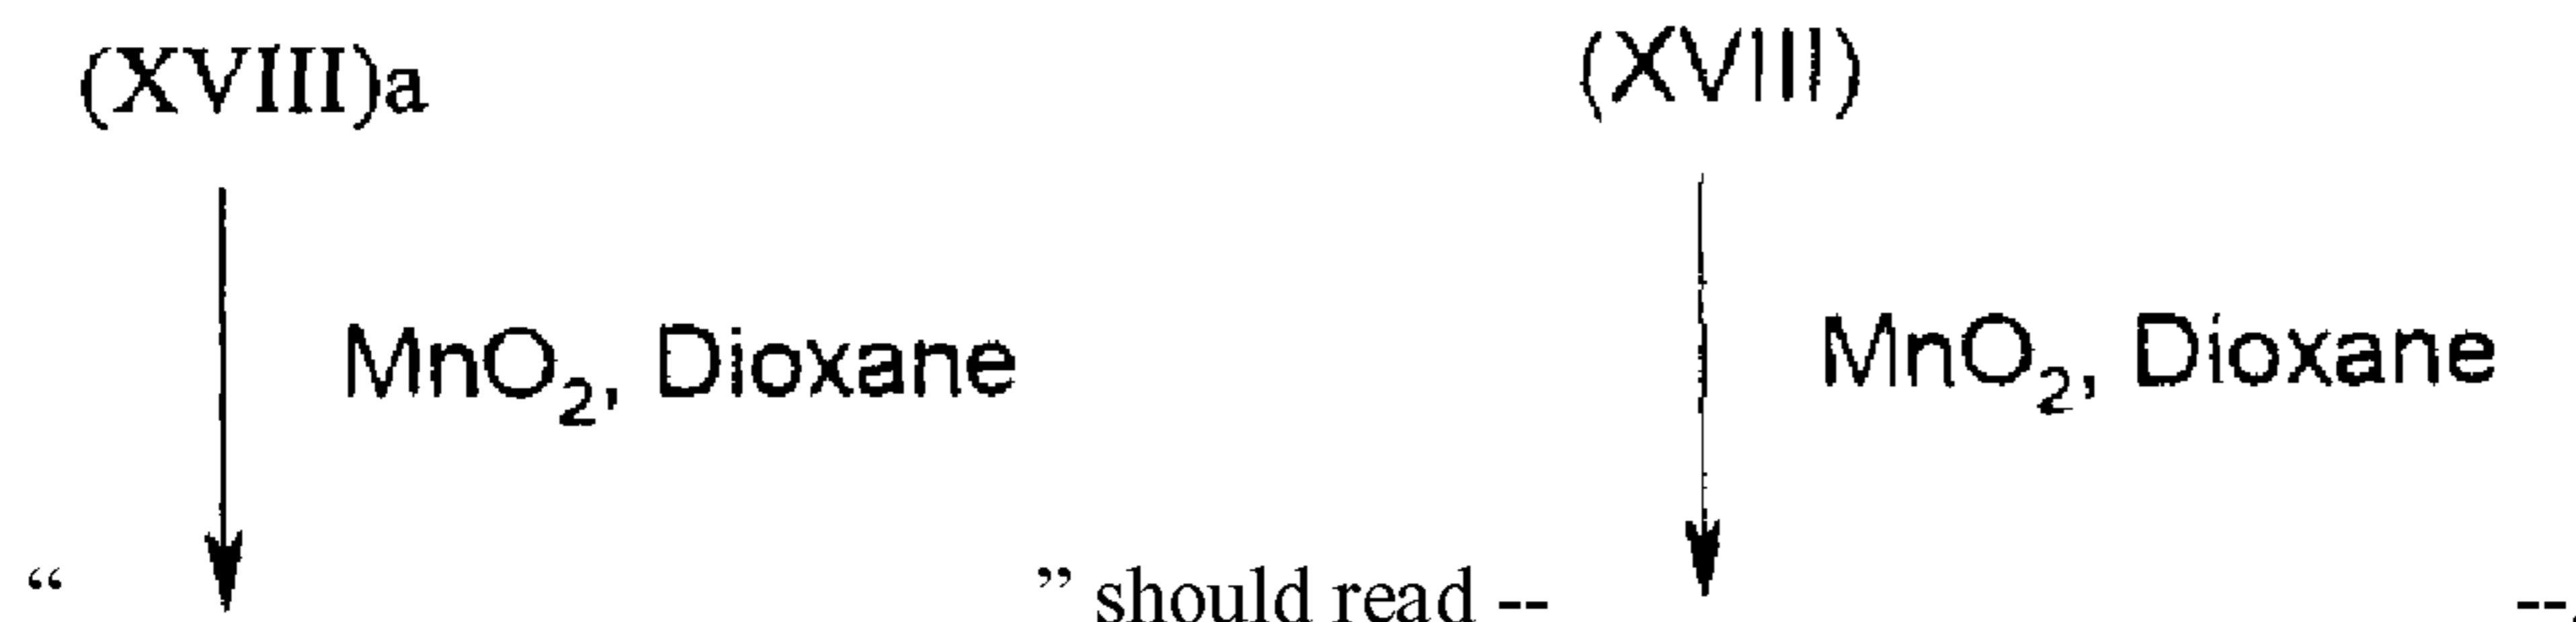 (XVIII)a (XVIII)
MnO₂, Dioxane MnO₂, Dioxane
“ ” should read -- --.